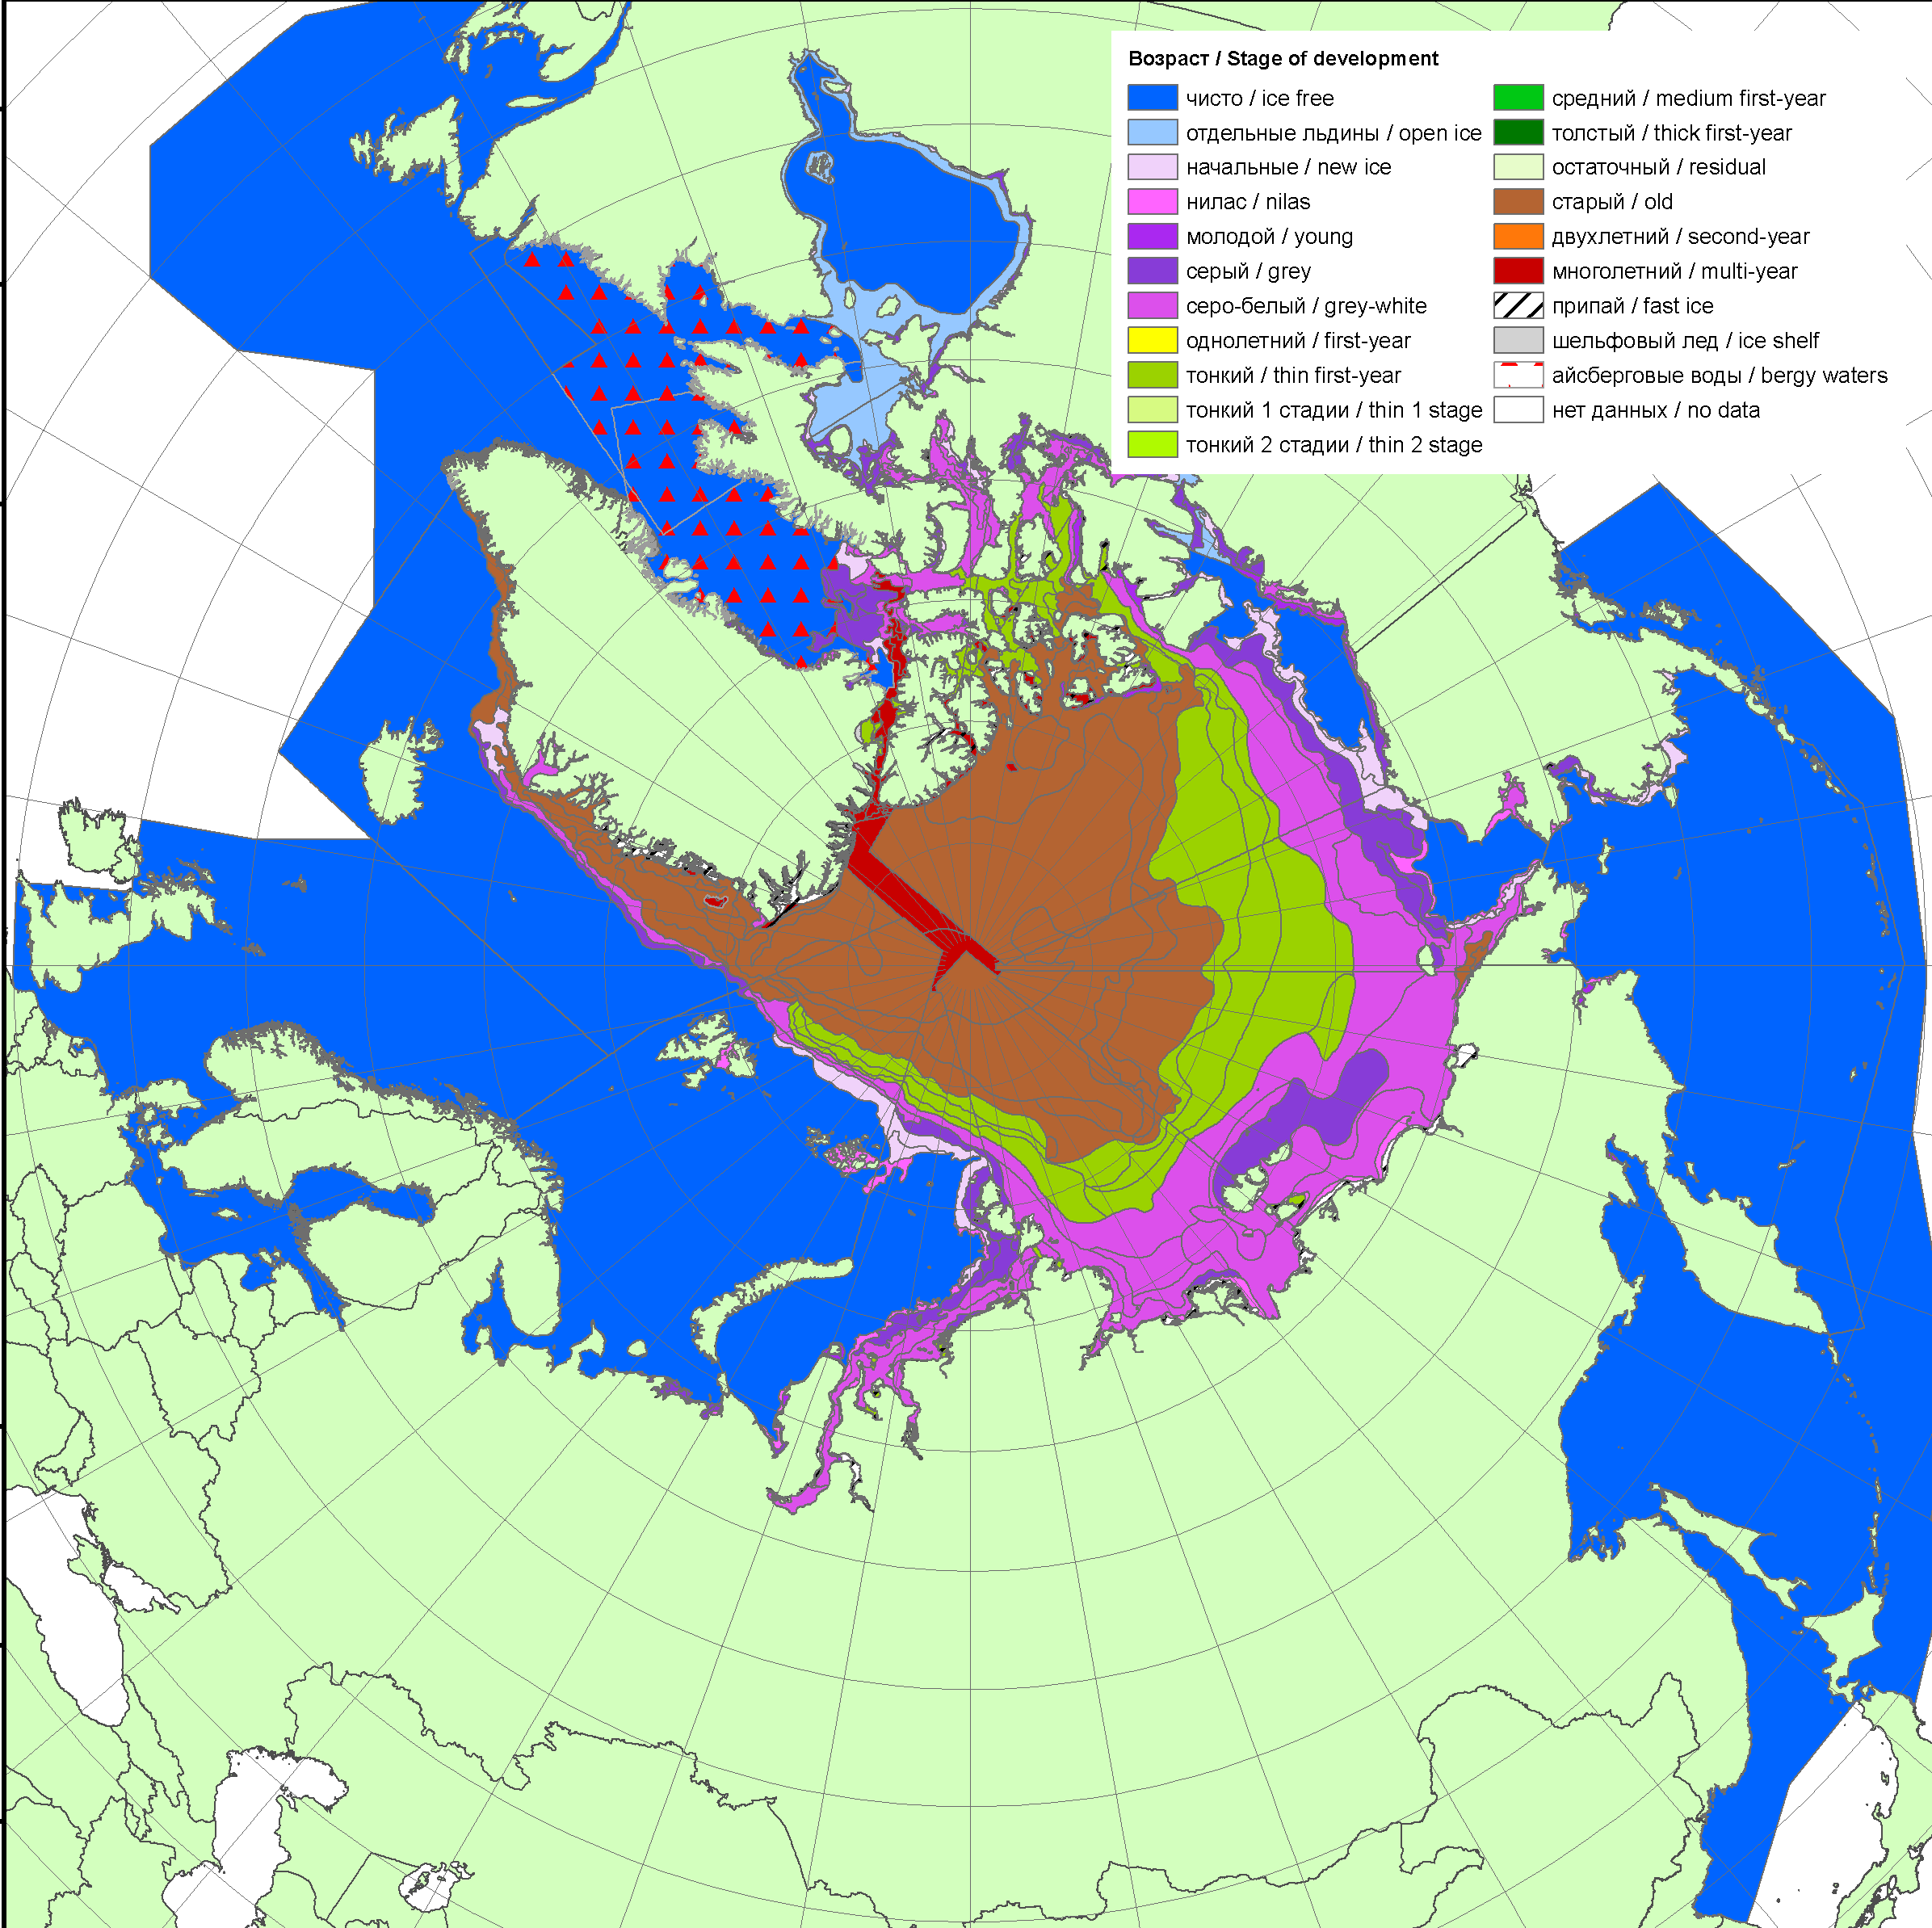 Возраст / Stage of development
чисто / ice free
отдельные льдины / open ice
начальные / new ice
нилас / nilas
молодой / young
серый / grey
серо-белый / grey-white
однолетний / first-year
тонкий / thin first-year
тонкий 1 стадии / thin 1 stage
тонкий 2 стадии / thin 2 stage
средний / medium first-year
толстый / thick first-year
остаточный / residual
старый / old
двухлетний / second-year
многолетний / multi-year
припай / fast ice
шельфовый лед / ice shelf
айсберговые воды / bergy waters
нет данных / no data